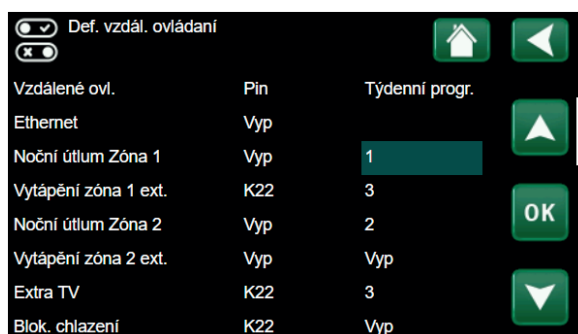 Def. vzdál. ovládaní
Vzdálené ovl. Pin Týdenní progr.
Ethernet Vyp
Noční útlum Zóna 1 Vyp 1
Vytápění zóna 1 ext. K22 3
Noční útlum Zóna 2 Vyp 2
OK
Vytápění zóna 2 ext. Vyp Vyp
Extra TV K22 3
Blok. chlazení K22 Vyp